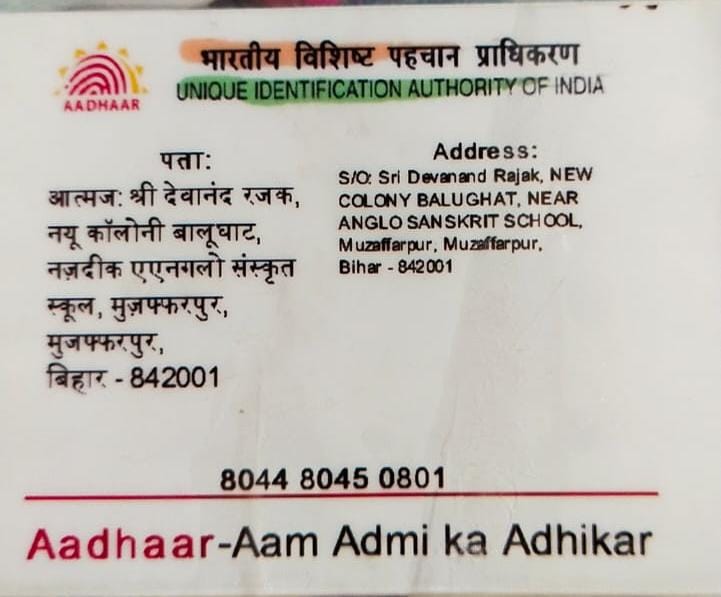 भारतीय विशिष्ट पहचान प्राधिकरण
UNIQUE IDENTIFICATION AUTHORITY OF INDIA
AADHAAR
पता:
आत्मज: श्री देवानंद रजक,
नयू कॉलोनी बालूघाट,
नज़दीक एएनगलो संस्कृत
स्कूल, मुज़फ्फरपुर,
मुजफ्फरपुर,
बिहार - 842001
Address:
S/O: Sri Devanand Rajak, NEW
COLONY BALUGHAT, NEAR
ANGLO SANSKRIT SCHOOL,
Muzaffarpur, Muzaffarpur,
Bihar - 842001
8044 8045 0801
Aadhaar-Aam Admi ka Adhikar